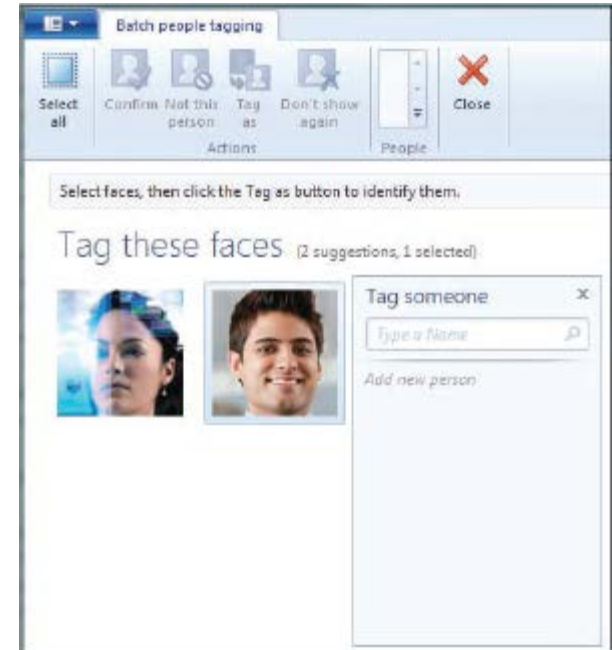 Batch people tagging
Select all
Confirm
Not this person
Tag as
Don't show again
Close
Actions
People
Select faces, then click the Tag as button to identify them.
Tag these faces (2 suggestions, 1 selected)
Tag someone x
Type a Name
Add new person